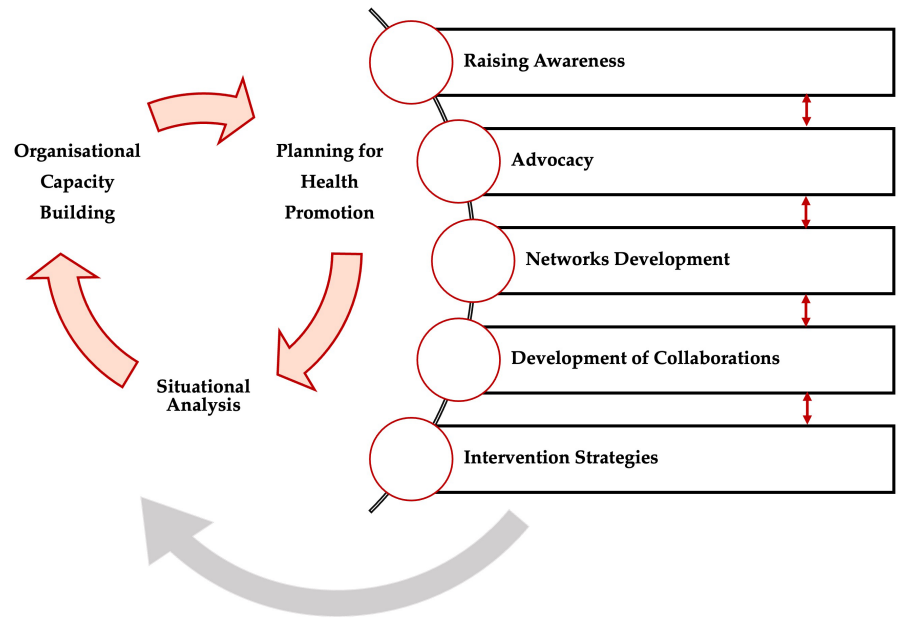 Organisational
Capacity
Building
Planning for
Health
Promotion
Situational
Analysis
Raising Awareness
Advocacy
Networks Development
Development of Collaborations
Intervention Strategies